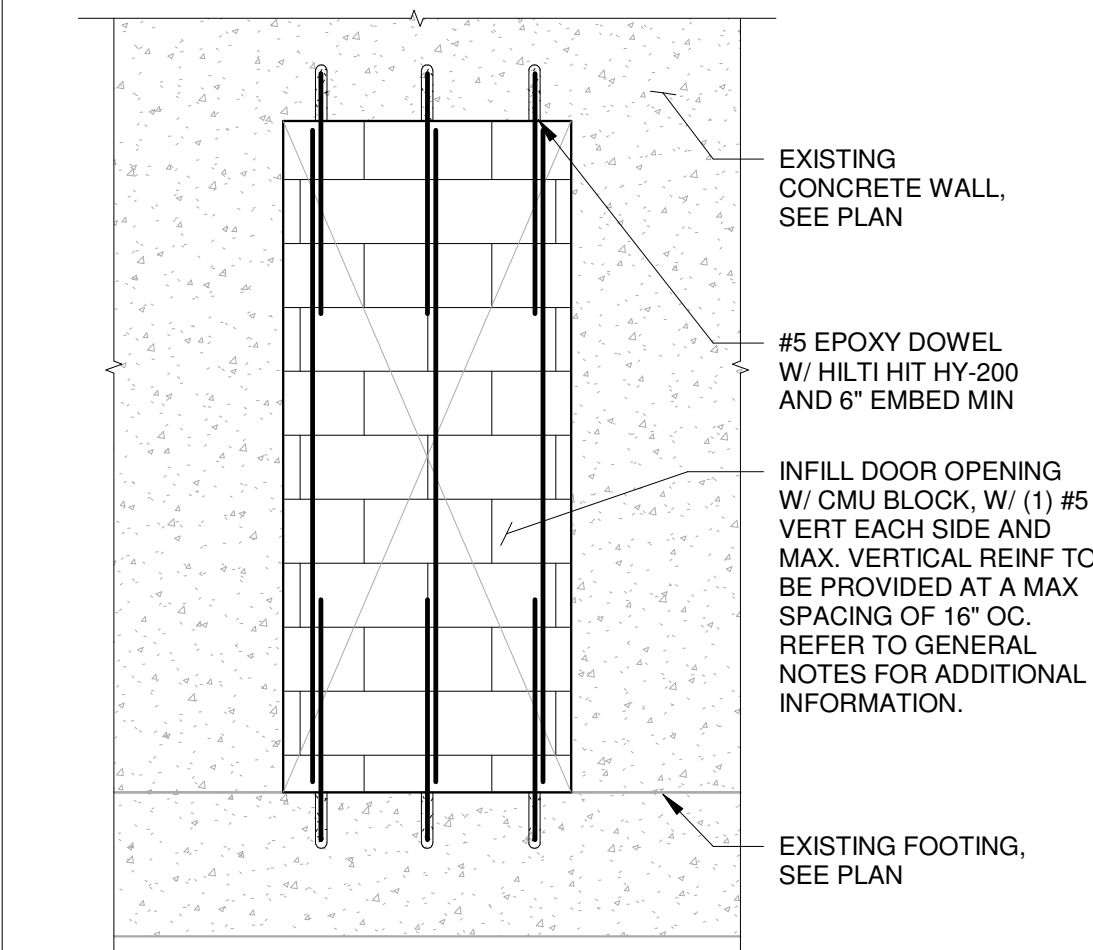 EXISTING
CONCRETE WALL,
SEE PLAN
#5 EPOXY DOWEL
W/ HILTI HIT HY-200
AND 6" EMBED MIN
INFILL DOOR OPENING
W/ CMU BLOCK, W/ (1) #5
VERT EACH SIDE AND
MAX. VERTICAL REINF TO
BE PROVIDED AT A MAX
SPACING OF 16" OC.
REFER TO GENERAL
NOTES FOR ADDITIONAL
INFORMATION.
EXISTING FOOTING,
SEE PLAN